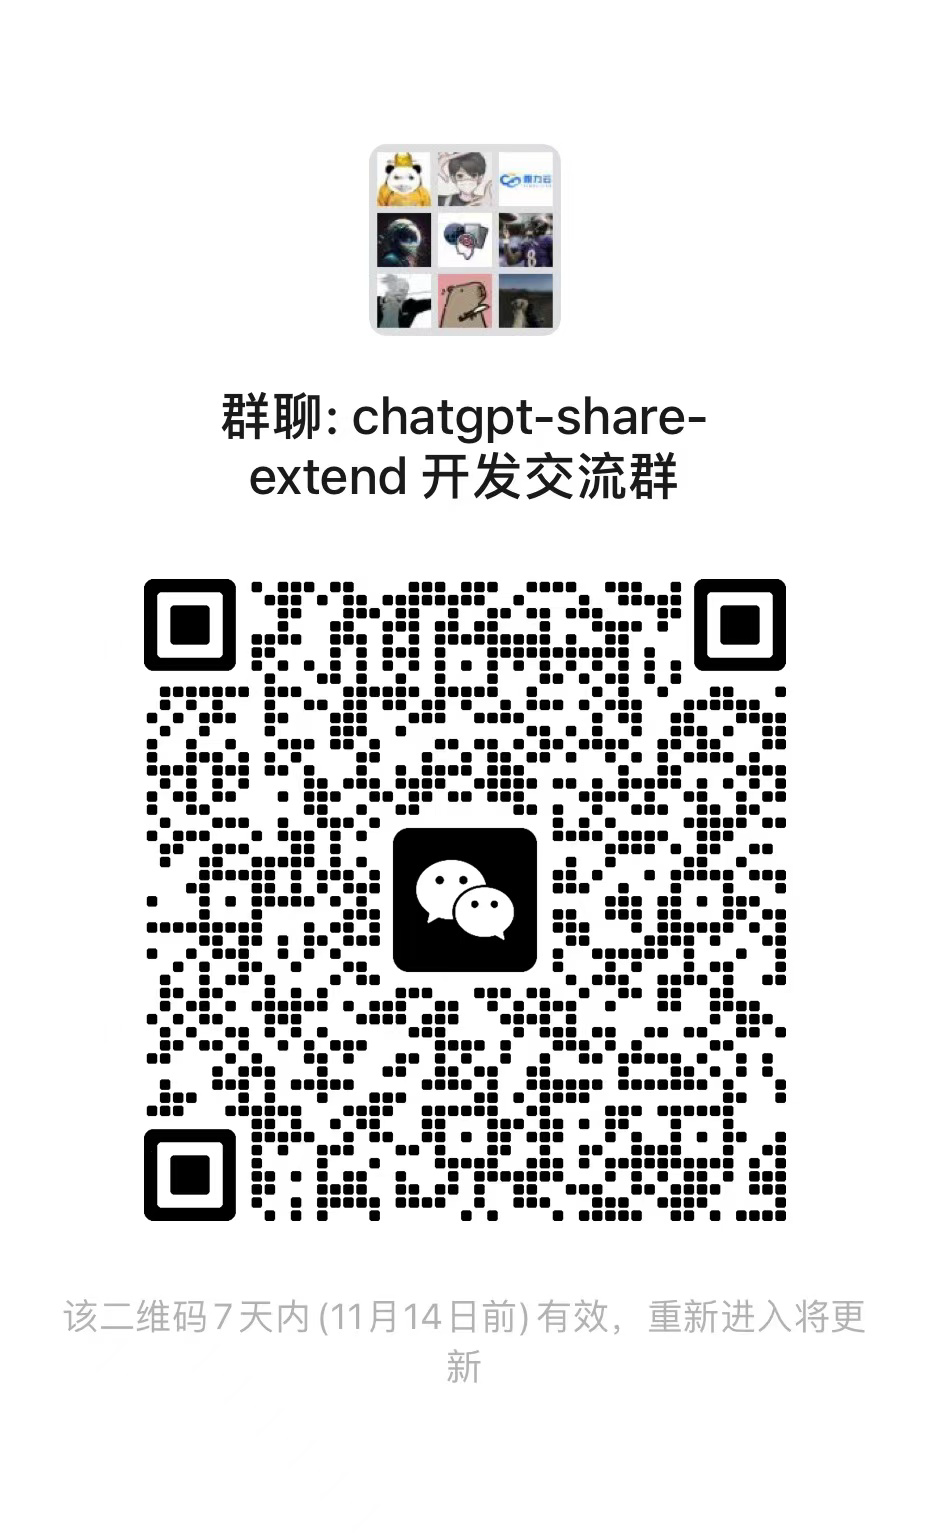 群聊: chatgpt-share-
extend 开发交流群
该二维码7天内(11月14日前)有效，重新进入将更
新